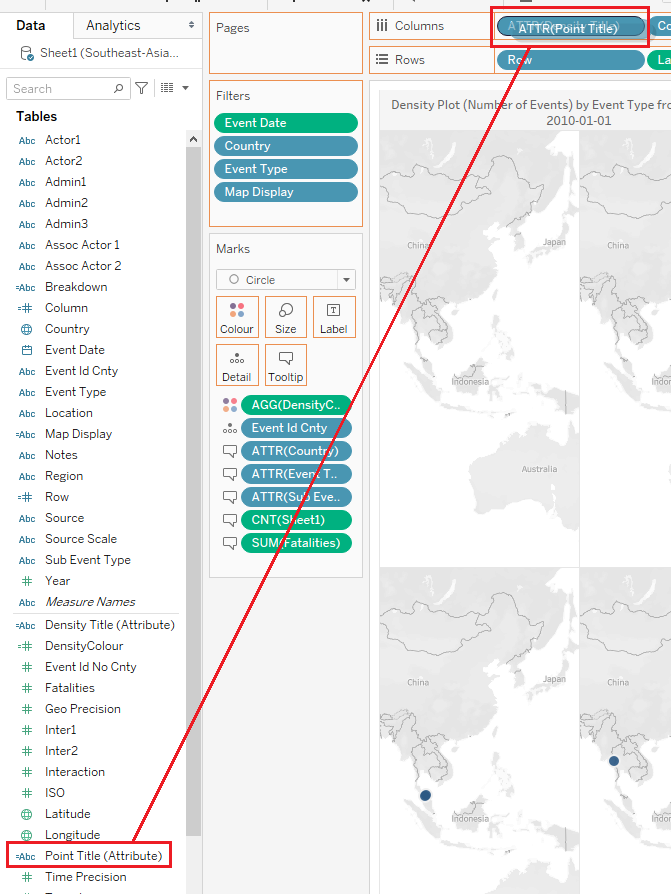 Data
Analytics
Sheet1 (Southeast-Asia...
Search
Tables
Abc Actor1
Abc Actor2
Abc Admin1
Abc Admin2
Abc Admin3
Abc Assoc Actor 1
Abc Assoc Actor 2
=Abc Breakdown
=# Column
Country
Event Date
Abc Event Id Cnty
Abc Event Type
Abc Location
=Abc Map Display
Abc Notes
Abc Region
=# Row
Abc Source
Abc Source Scale
Abc Sub Event Type
# Year
Abc Measure Names
=Abc Density Title (Attribute)
=# DensityColour
# Event Id No Cnty
# Fatalities
# Geo Precision
# Inter1
# Inter2
# Interaction
# ISO
Latitude
Longitude
=Abc Point Title (Attribute)
# Time Precision
Pages
Filters
Event Date
Country
Event Type
Map Display
Marks
Circle
Colour
Size
Label
Detail
Tooltip
AGG(DensityC..
Event Id Cnty
ATTR(Country)
ATTR(Event T..
ATTR(Sub Eve..
CNT(Sheet1)
SUM(Fatalities)
Columns
ATTR(Point Title)
Co
Rows
Row
La
Density Plot (Number of Events) by Event Type fro
2010-01-01
China
Japan
China
Indonesia
Indor
Australia
China
Japan
China
Indonesia
Indor